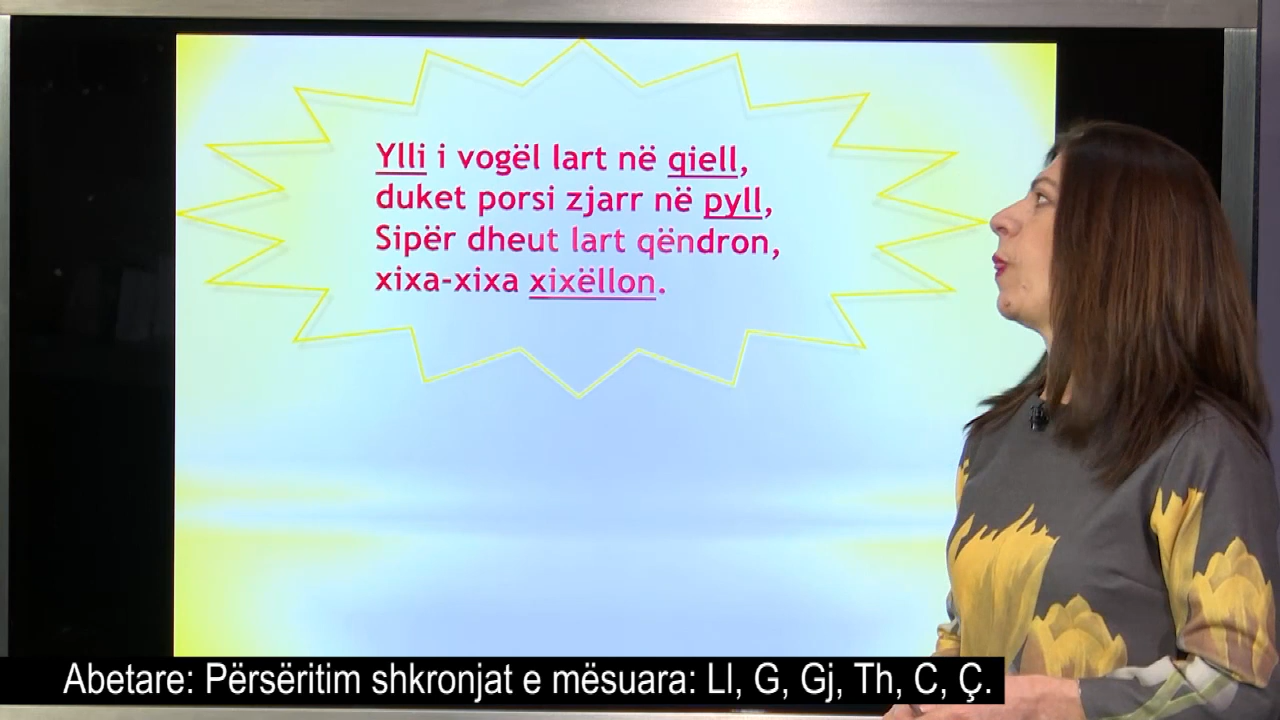 Ylli i vogël lart në qiell,
duket porsi zjarr në pyll,
Sipër dheut lart qëndron,
xixa-xixa xixëllon.
Abetare: Përsëritim shkronjat e mësuara: Ll, G, Gj, Th, C, Ç.